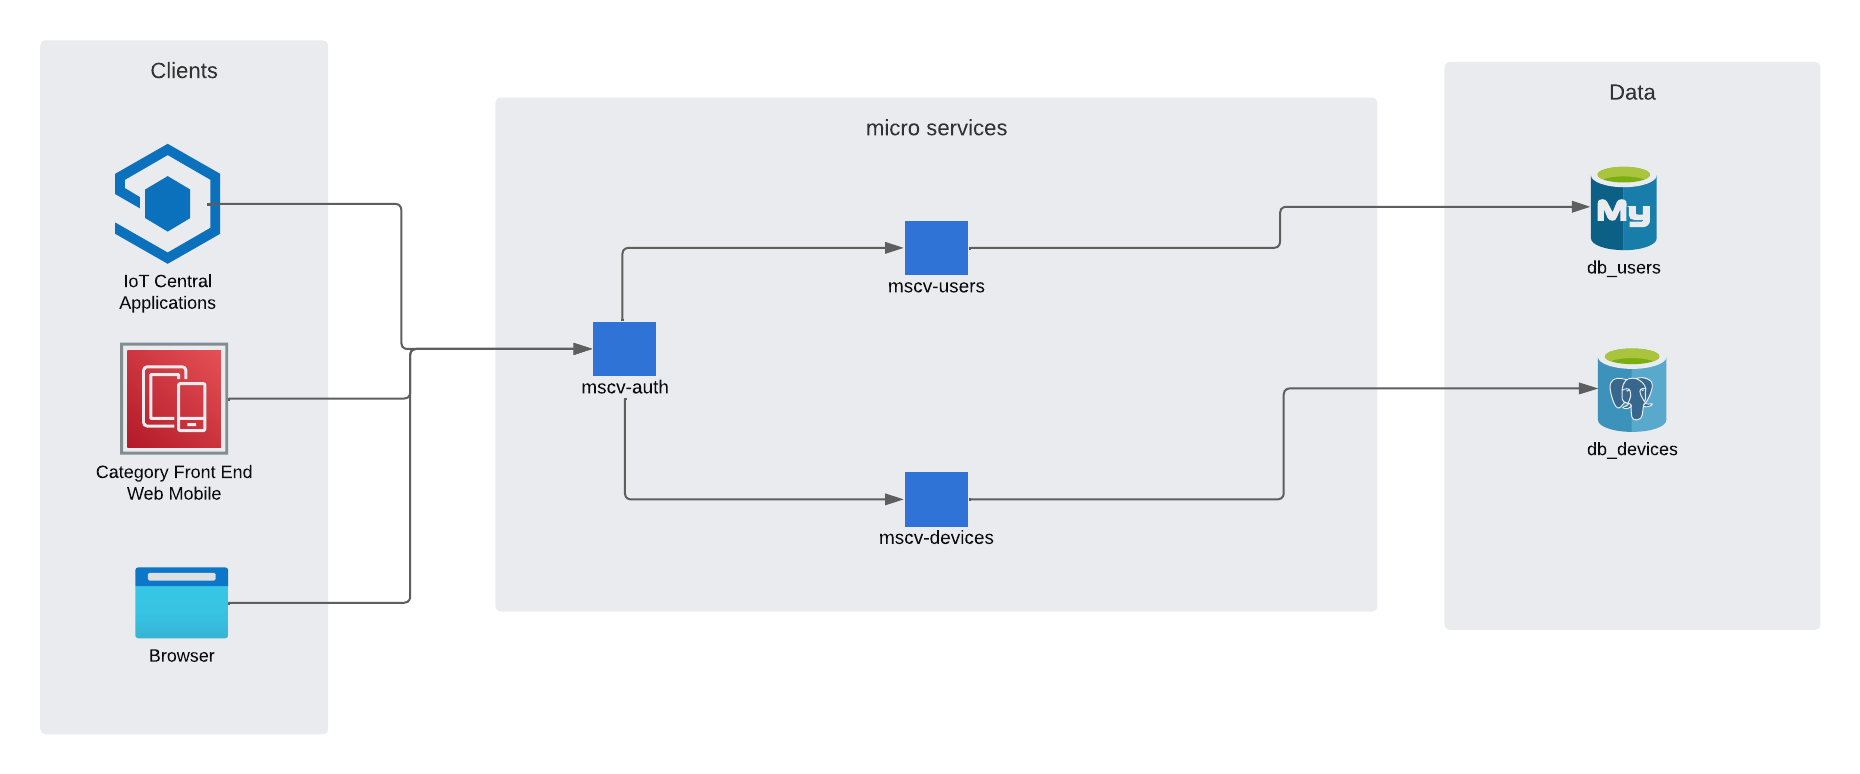 Clients
IoT Central
Applications
Category Front End
Web Mobile
Browser
micro services
mscv-auth
mscv-users
mscv-devices
Data
My
db_users
db_devices